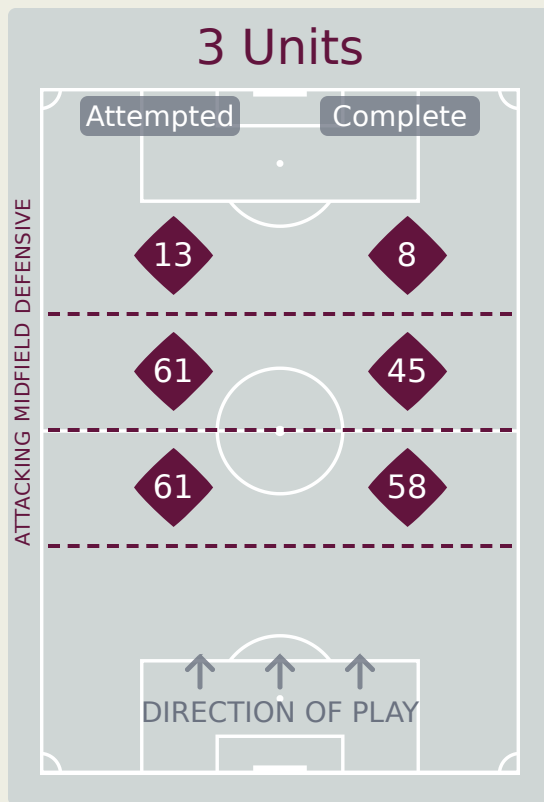 3 Units
Attempted Complete
13 8
61 45
61 58
ATTACKING MIDFIELD DEFENSIVE
DIRECTION OF PLAY